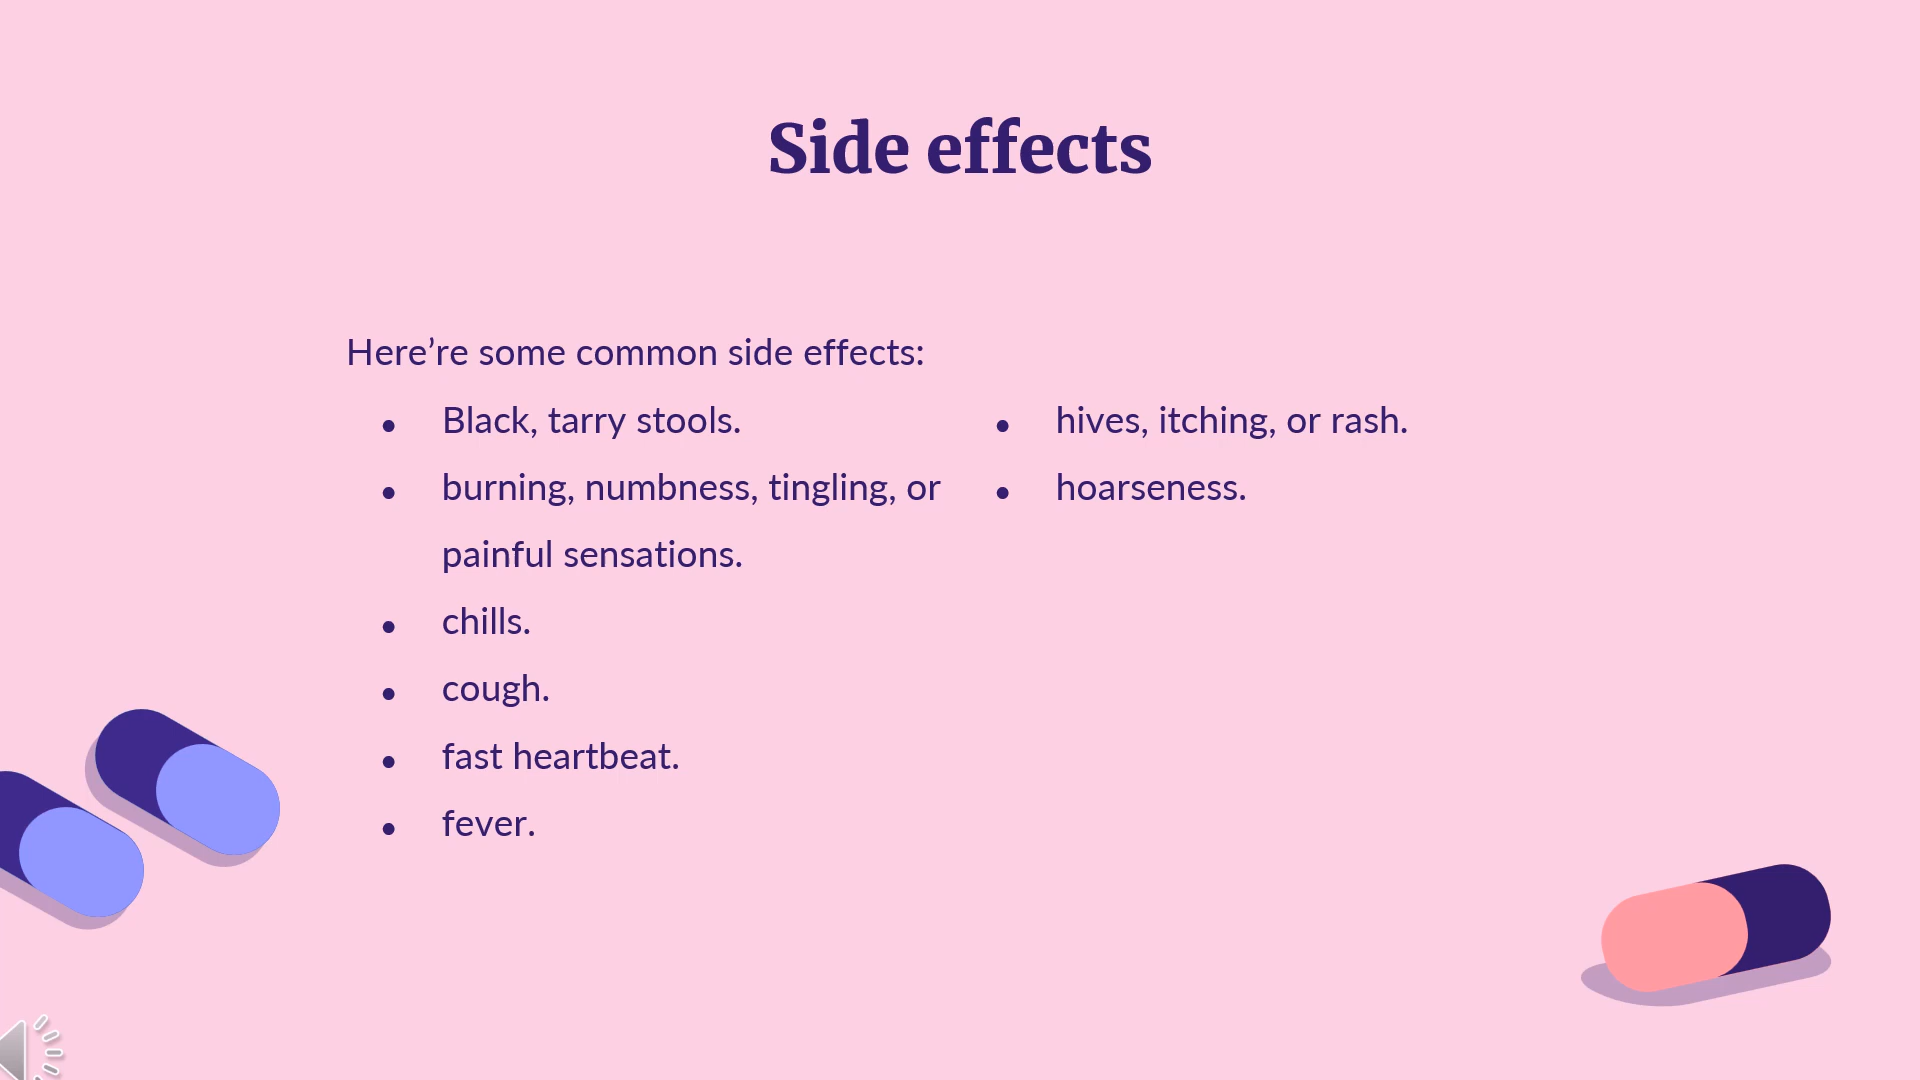 Side effects
Here’re some common side effects:
● Black, tarry stools.
● burning, numbness, tingling, or
painful sensations.
● chills.
● cough.
● fast heartbeat.
● fever.
● hives, itching, or rash.
● hoarseness.